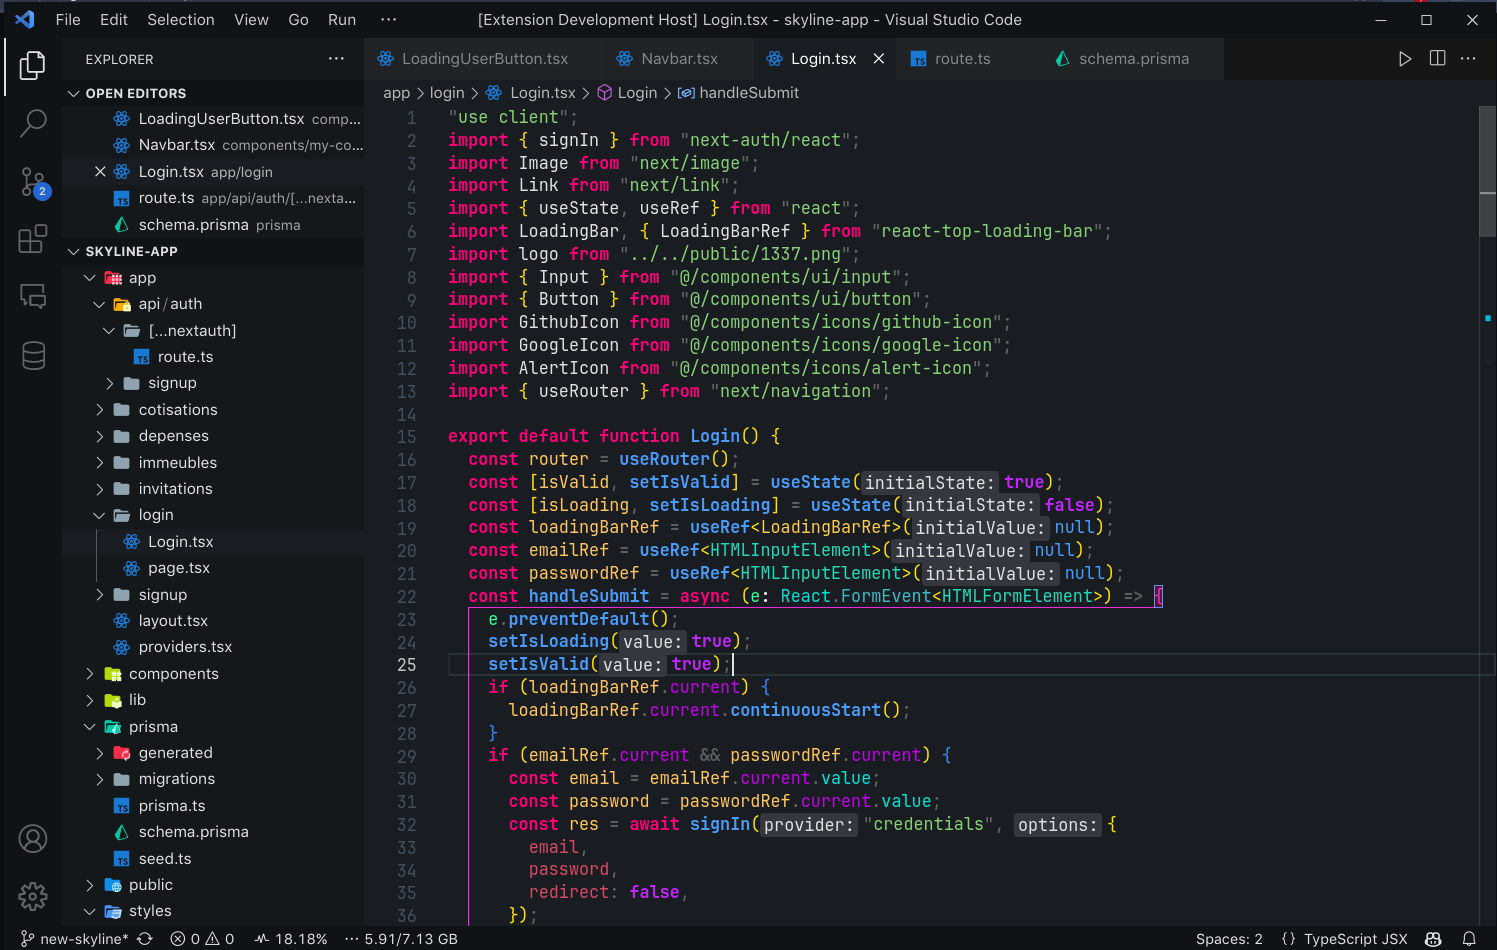 File Edit Selection View Go Run ··· [Extension Development Host] Login.tsx - skyline-app - Visual Studio Code
EXPLORER ···
OPEN EDITORS
LoadingUserButton.tsx comp...
Navbar.tsx components/my-co...
Login.tsx app/login
TS route.ts app/api/auth/[...nexta...
schema.prisma prisma
SKYLINE-APP
app
api/auth
[...nextauth]
TS route.ts
signup
cotisations
depenses
immeubles
invitations
login
Login.tsx
page.tsx
signup
layout.tsx
providers.tsx
components
lib
prisma
generated
migrations
TS prisma.ts
schema.prisma
TS seed.ts
public
styles
2
LoadingUserButton.tsx Navbar.tsx Login.tsx TS route.ts schema.prisma ···
app > login > Login.tsx > Login > handleSubmit
1 "use client";
2 import { signIn } from "next-auth/react";
3 import Image from "next/image";
4 import Link from "next/link";
5 import { useState, useRef } from "react";
6 import LoadingBar, { LoadingBarRef } from "react-top-loading-bar";
7 import logo from "../../public/1337.png";
8 import { Input } from "@/components/ui/input";
9 import { Button } from "@/components/ui/button";
10 import GithubIcon from "@/components/icons/github-icon";
11 import GoogleIcon from "@/components/icons/google-icon";
12 import AlertIcon from "@/components/icons/alert-icon";
13 import { useRouter } from "next/navigation";
14
15 export default function Login() {
16 const router = useRouter();
17 const [isValid, setIsValid] = useState(initialState: true);
18 const [isLoading, setIsLoading] = useState(initialState: false);
19 const loadingBarRef = useRef<LoadingBarRef>(initialValue: null);
20 const emailRef = useRef<HTMLInputElement>(initialValue: null);
21 const passwordRef = useRef<HTMLInputElement>(initialValue: null);
22 const handleSubmit = async (e: React.FormEvent<HTMLFormElement>) => {
23 e.preventDefault();
24 setIsLoading(value: true);
25 setIsValid(value: true);
26 if (loadingBarRef.current) {
27 loadingBarRef.current.continuousStart();
28 }
29 if (emailRef.current && passwordRef.current) {
30 const email = emailRef.current.value;
31 const password = passwordRef.current.value;
32 const res = await signIn(provider: "credentials", options: {
33 email,
34 password,
35 redirect: false,
36 });
new-skyline* 0 0 18.18% ··· 5.91/7.13 GB Spaces: 2 {} TypeScript JSX